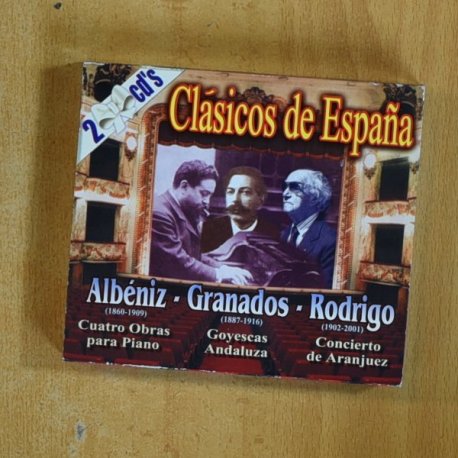 2 cd's
Clásicos de España
Albéniz - Granados - Rodrigo
(1860-1909)
(1887-1916)
(1902-2001)
Cuatro Obras
para Piano
Goyescas
Andaluza
Concierto
de Aranjuez